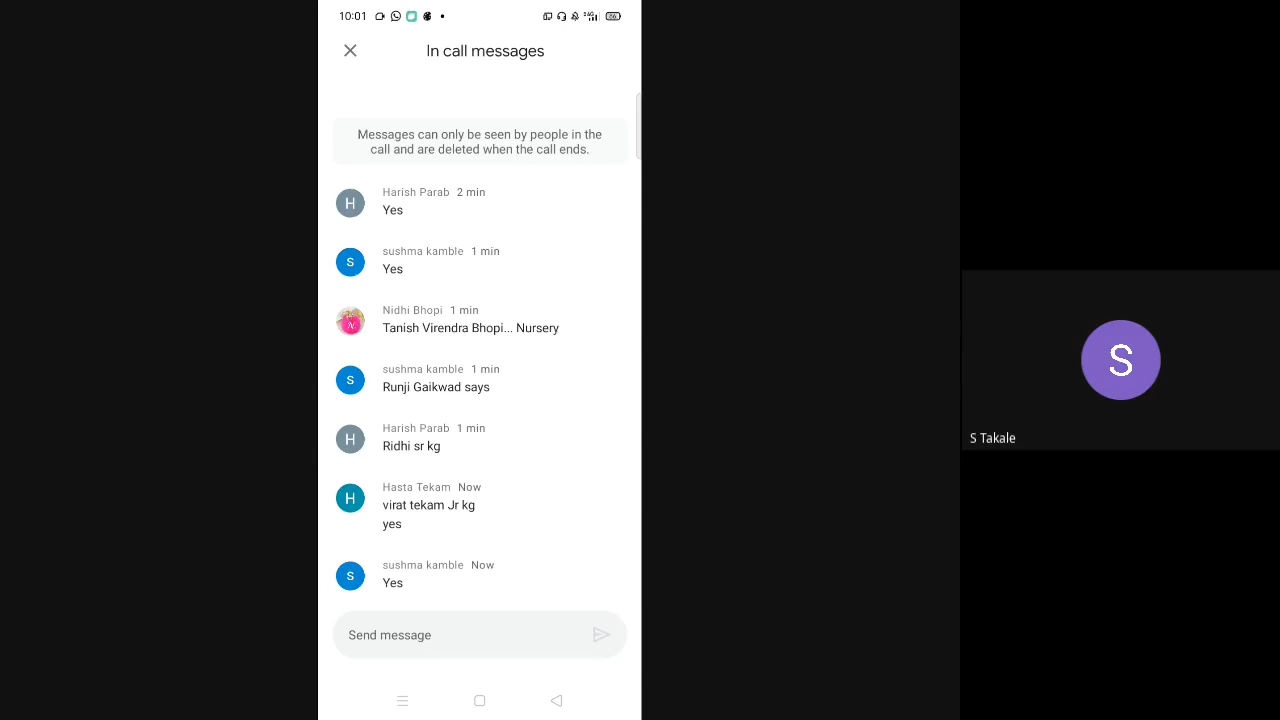 10:01
In call messages
Messages can only be seen by people in the
call and are deleted when the call ends.
H
Harish Parab 2 min
Yes
S
sushma kamble 1 min
Yes
Nidhi Bhopi 1 min
Tanish Virendra Bhopi... Nursery
S
sushma kamble 1 min
Runji Gaikwad says
H
Harish Parab 1 min
Ridhi sr kg
H
Hasta Tekam Now
virat tekam Jr kg
yes
S
sushma kamble Now
Yes
Send message
S
S Takale